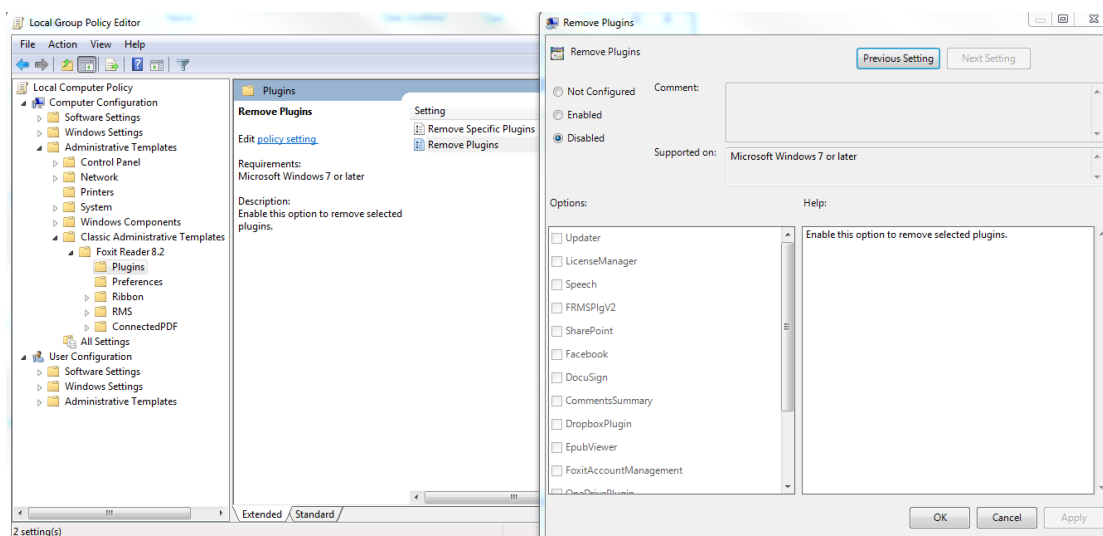 Local Group Policy Editor
File Action View Help
Local Computer Policy
Computer Configuration
Software Settings
Windows Settings
Administrative Templates
Control Panel
Network
Printers
System
Windows Components
Classic Administrative Templates
Foxit Reader 8.2
Plugins
Preferences
Ribbon
RMS
ConnectedPDF
All Settings
User Configuration
Software Settings
Windows Settings
Administrative Templates
Plugins
Remove Plugins
Edit policy setting
Requirements:
Microsoft Windows 7 or later
Description:
Enable this option to remove selected
plugins.
Setting
Remove Specific Plugins
Remove Plugins
Extended Standard
2 setting(s)
Remove Plugins
Remove Plugins
Previous Setting Next Setting
Not Configured
Enabled
Disabled
Comment:
Supported on:
Microsoft Windows 7 or later
Options:
Help:
Updater
LicenseManager
Speech
FRMSPlgV2
SharePoint
Facebook
DocuSign
CommentsSummary
DropboxPlugin
EpubViewer
FoxitAccountManagement
OneDrivePlugin
Enable this option to remove selected plugins.
OK Cancel Apply